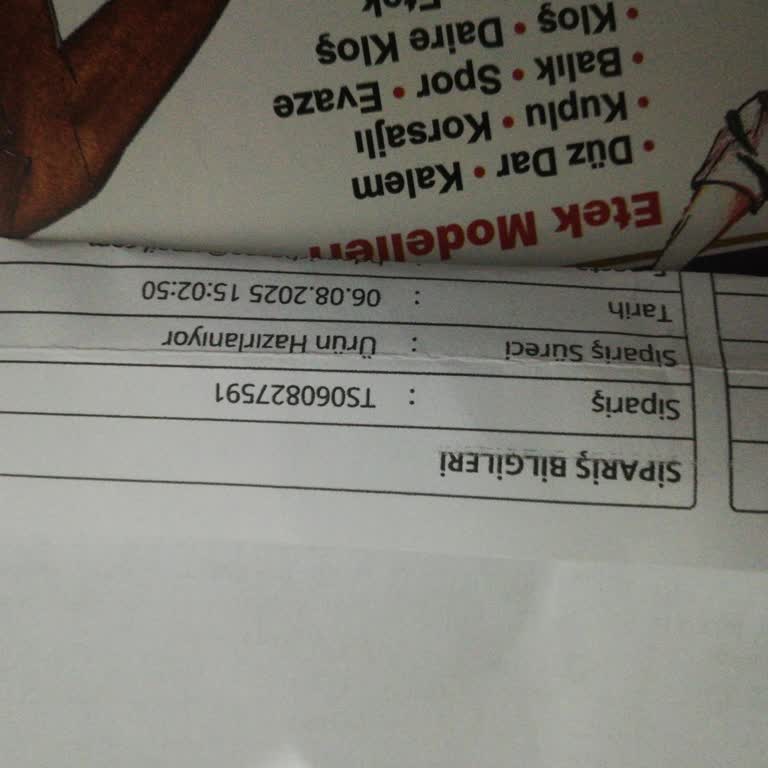 SİPARİŞ BİLGİLERİ
Sipariş : TS060827591
Sipariş Süreci : Ürün Hazırlanıyor
Tarih : 06.08.2025 15:02:50
Etek Modelleri
• Düz Dar • Kalem
• Kuplu • Korsajlı
• Balık • Spor • Evaze
• Kloş • Daire Kloş